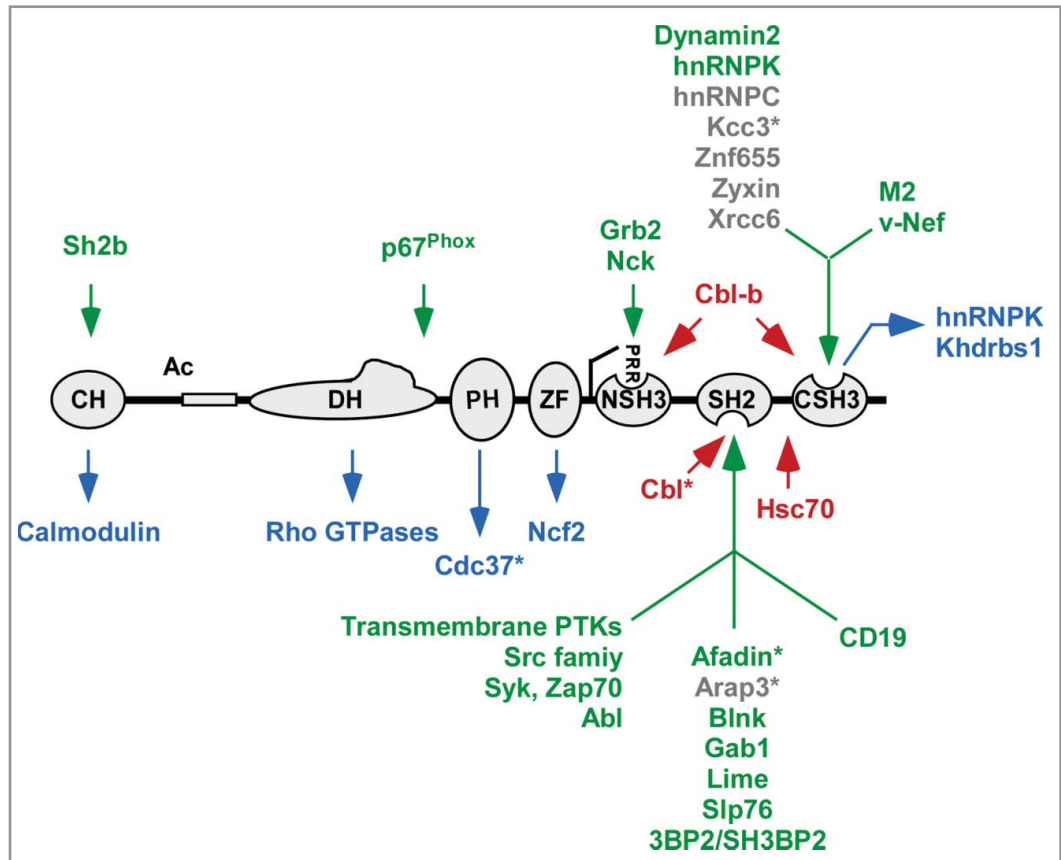 Dynamin2
hnRNPK
hnRNPC
Kcc3*
Znf655
Zyxin
Xrcc6
M2
v-Nef
Sh2b
p67Phox
Grb2
Nck
Cbl-b
hnRNPK
Khdrbs1
Ac
PRR
CH
DH
PH
ZF
NSH3
SH2
CSH3
Cbl*
Hsc70
Calmodulin
Rho GTPases
Ncf2
Cdc37*
Transmembrane PTKs
Src famiy
Syk, Zap70
Abl
Afadin*
Arap3*
Blnk
Gab1
Lime
Slp76
3BP2/SH3BP2
CD19